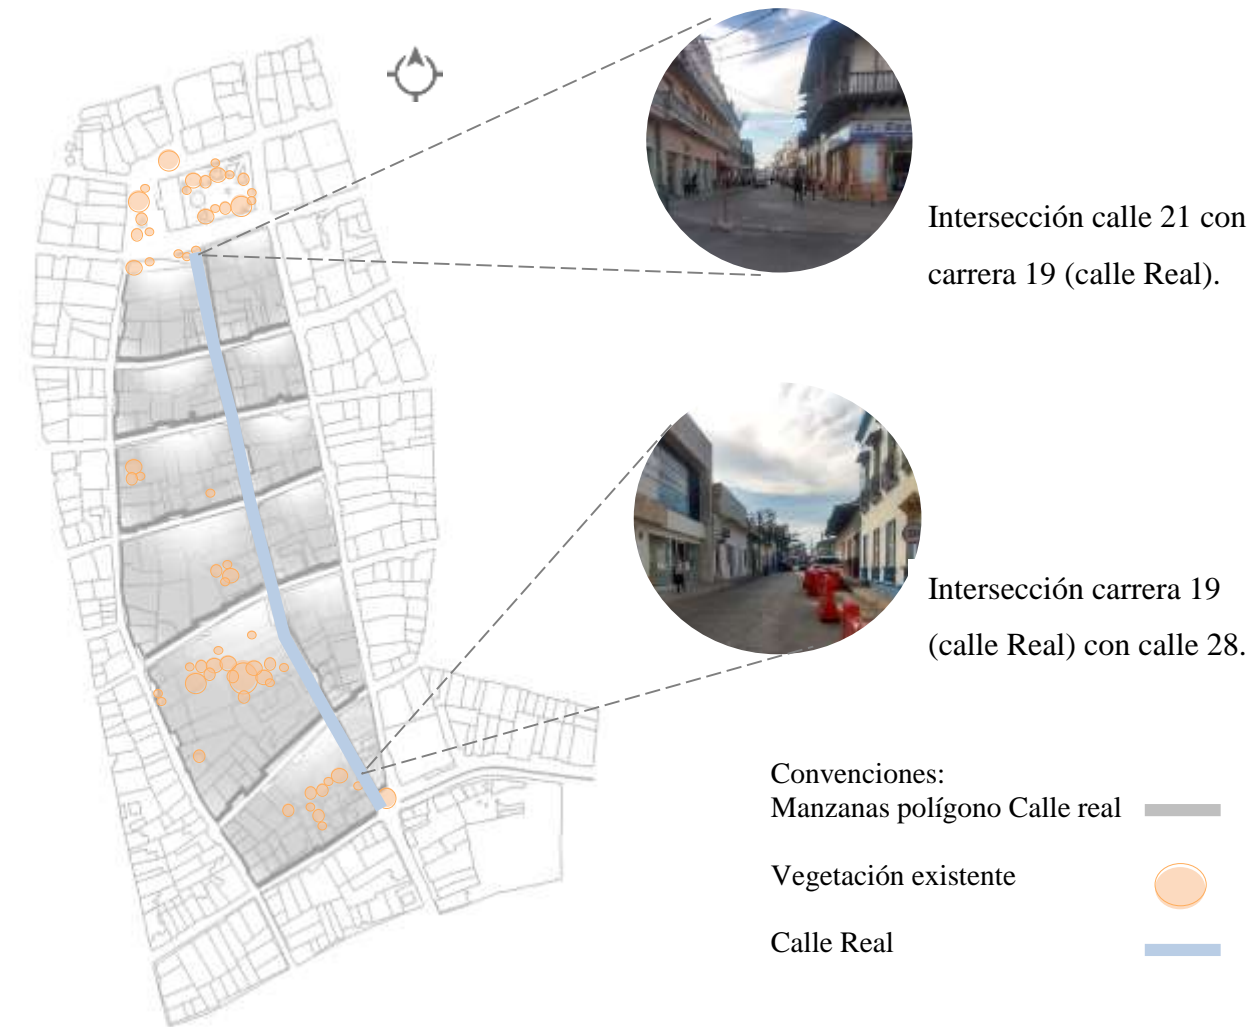 Intersección calle 21 con
carrera 19 (calle Real).
Intersección carrera 19
(calle Real) con calle 28.
Convenciones:
Manzanas polígono Calle real
Vegetación existente
Calle Real